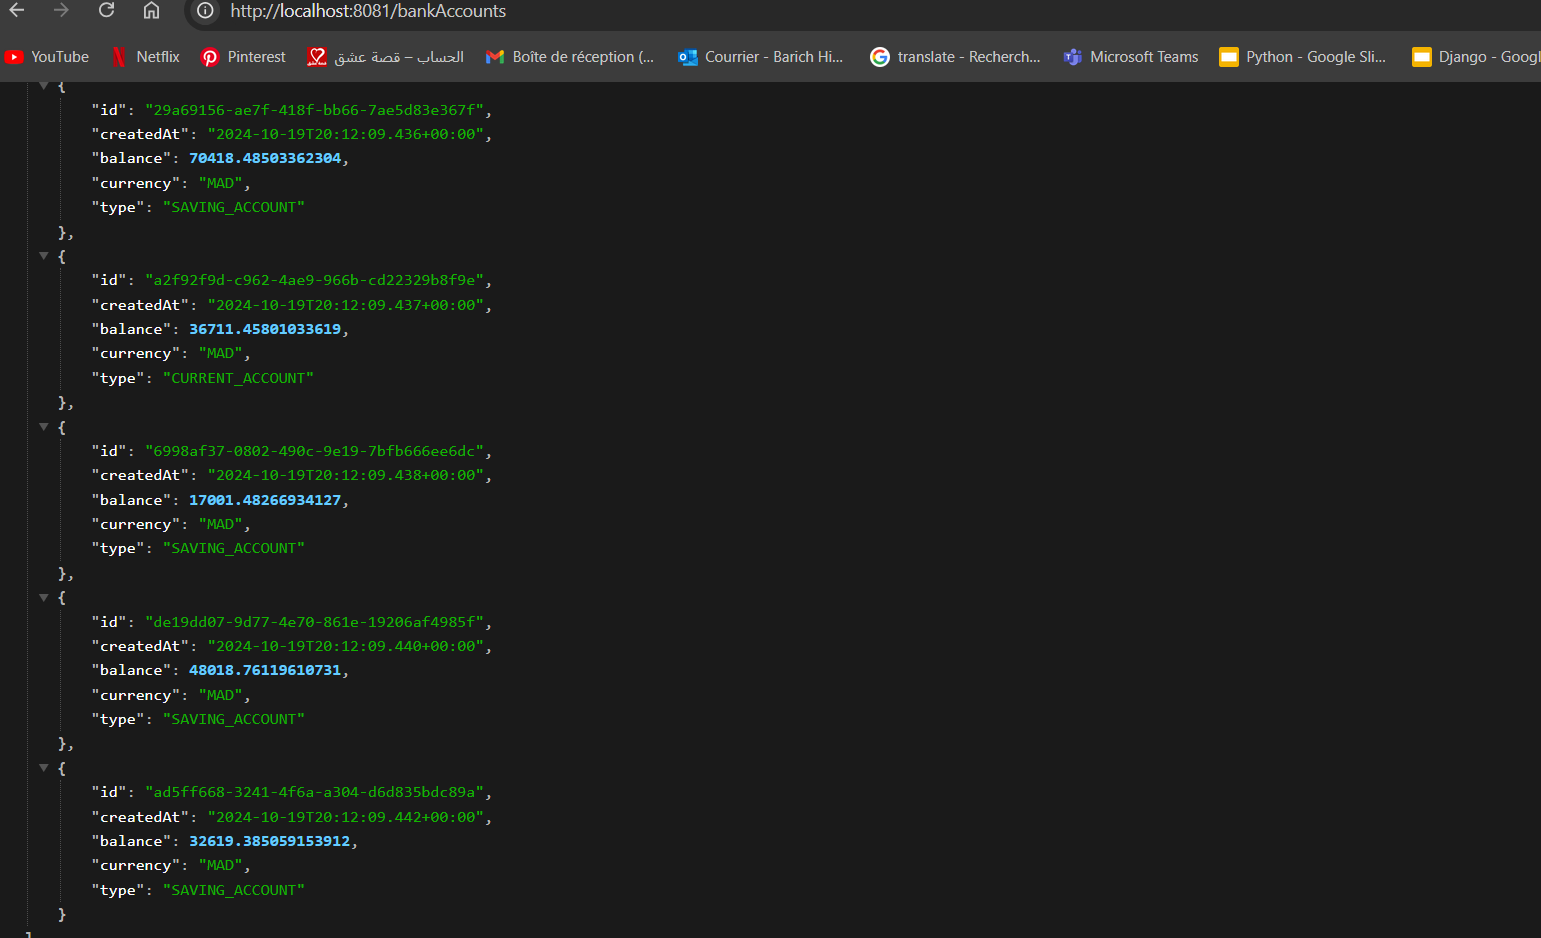 http://localhost:8081/bankAccounts
YouTube Netflix Pinterest الحساب – قصة عشق Boîte de réception (... Courrier - Barich Hi... translate - Recherch... Microsoft Teams Python - Google Sli... Django - Googl
{
"id": "29a69156-ae7f-418f-bb66-7ae5d83e367f",
"createdAt": "2024-10-19T20:12:09.436+00:00",
"balance": 70418.48503362304,
"currency": "MAD",
"type": "SAVING_ACCOUNT"
},
{
"id": "a2f92f9d-c962-4ae9-966b-cd22329b8f9e",
"createdAt": "2024-10-19T20:12:09.437+00:00",
"balance": 36711.45801033619,
"currency": "MAD",
"type": "CURRENT_ACCOUNT"
},
{
"id": "6998af37-0802-490c-9e19-7bfb666ee6dc",
"createdAt": "2024-10-19T20:12:09.438+00:00",
"balance": 17001.48266934127,
"currency": "MAD",
"type": "SAVING_ACCOUNT"
},
{
"id": "de19dd07-9d77-4e70-861e-19206af4985f",
"createdAt": "2024-10-19T20:12:09.440+00:00",
"balance": 48018.76119610731,
"currency": "MAD",
"type": "SAVING_ACCOUNT"
},
{
"id": "ad5ff668-3241-4f6a-a304-d6d835bdc89a",
"createdAt": "2024-10-19T20:12:09.442+00:00",
"balance": 32619.385059153912,
"currency": "MAD",
"type": "SAVING_ACCOUNT"
}
]